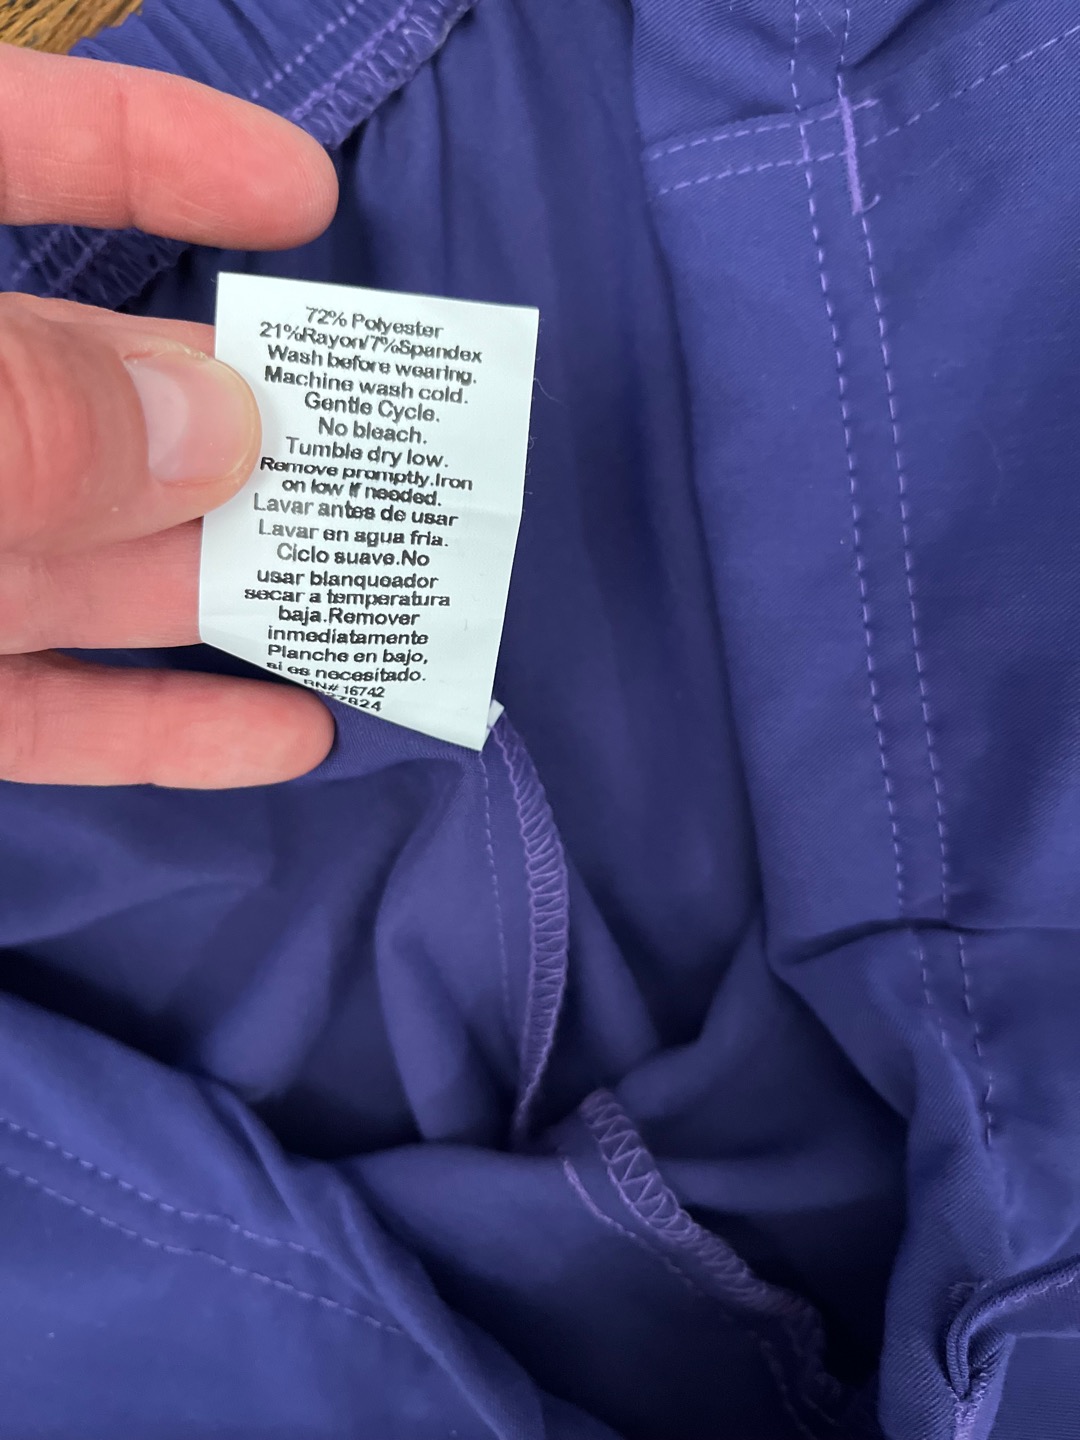 72% Polyester
21%Rayon/7%Spandex
Wash before wearing.
Machine wash cold.
Gentle Cycle.
No bleach.
Tumble dry low.
Remove promptly.Iron
on low if needed.
Lavar antes de usar
Lavar en agua fria.
Ciclo suave.No
usar blanqueador
secar a temperatura
baja.Remover
inmediatamente
Planche en bajo,
si es necesitado.
RN# 16742